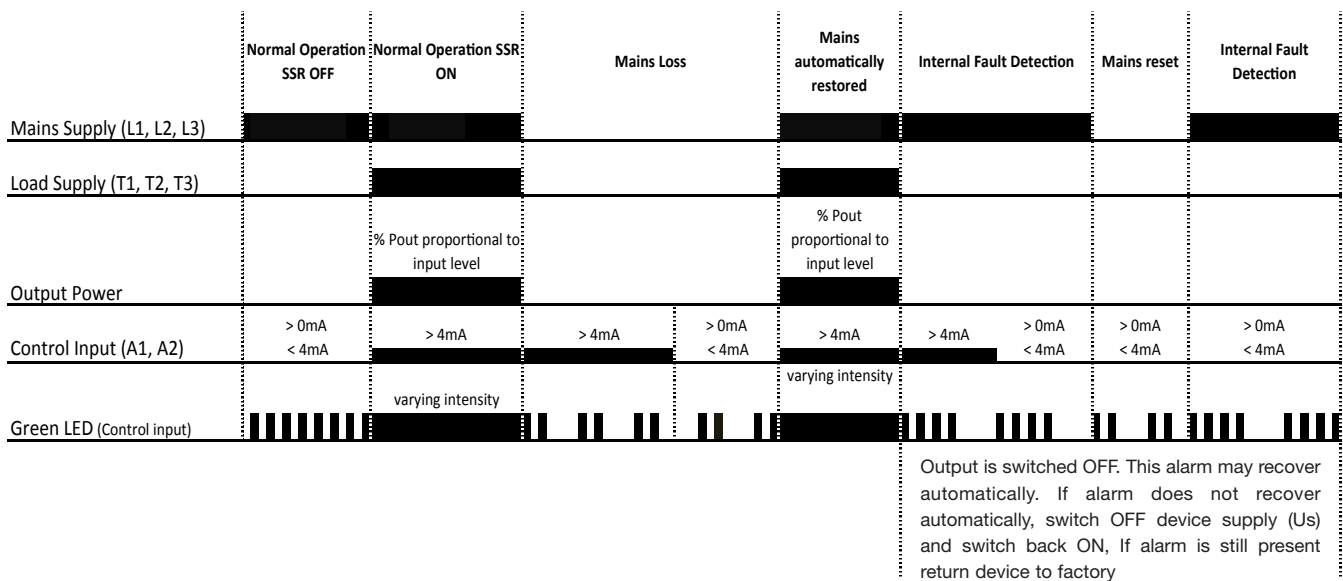 Normal Operation SSR OFF
Normal Operation SSR ON
Mains Loss
Mains automatically restored
Internal Fault Detection
Mains reset
Internal Fault Detection
Mains Supply (L1, L2, L3)
Load Supply (T1, T2, T3)
Output Power
% Pout proportional to input level
% Pout proportional to input level
Control Input (A1, A2)
> 0mA
< 4mA
> 4mA
> 4mA
> 0mA
< 4mA
> 4mA
> 4mA
> 0mA
< 4mA
> 0mA
< 4mA
> 0mA
< 4mA
Green LED (Control input)
varying intensity
varying intensity
Output is switched OFF. This alarm may recover
automatically. If alarm does not recover
automatically, switch OFF device supply (Us)
and switch back ON, If alarm is still present
return device to factory